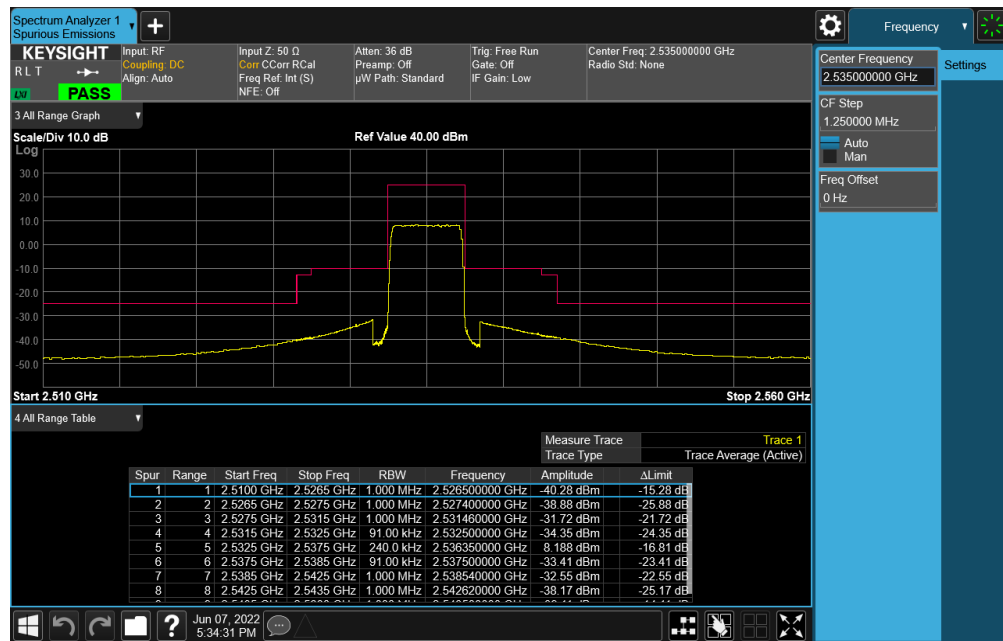 Spectrum Analyzer 1
Spurious Emissions
Frequency
KEYSIGHT
R L T
LXI
PASS
Input: RF
Coupling: DC
Align: Auto
Input Z: 50 Ω
Corr CCorr RCal
Freq Ref: Int (S)
NFE: Off
Atten: 36 dB
Preamp: Off
µW Path: Standard
Trig: Free Run
Gate: Off
IF Gain: Low
Center Freq: 2.535000000 GHz
Radio Std: None
Center Frequency
2.535000000 GHz
Settings
CF Step
1.250000 MHz
Auto
Man
Freq Offset
0 Hz
3 All Range Graph
Scale/Div 10.0 dB
Ref Value 40.00 dBm
Log
30.0
20.0
10.0
0.00
-10.0
-20.0
-30.0
-40.0
-50.0
Start 2.510 GHz
Stop 2.560 GHz
4 All Range Table
Measure Trace Trace 1
Trace Type Trace Average (Active)
Spur Range Start Freq Stop Freq RBW Frequency Amplitude ΔLimit
1 1 2.5100 GHz 2.5265 GHz 1.000 MHz 2.526500000 GHz -40.28 dBm -15.28 dB
2 2 2.5265 GHz 2.5275 GHz 1.000 MHz 2.527400000 GHz -38.88 dBm -25.88 dB
3 3 2.5275 GHz 2.5315 GHz 1.000 MHz 2.531460000 GHz -31.72 dBm -21.72 dB
4 4 2.5315 GHz 2.5325 GHz 91.00 kHz 2.532500000 GHz -34.35 dBm -24.35 dB
5 5 2.5325 GHz 2.5375 GHz 240.0 kHz 2.536350000 GHz 8.188 dBm -16.81 dB
6 6 2.5375 GHz 2.5385 GHz 91.00 kHz 2.537500000 GHz -33.41 dBm -23.41 dB
7 7 2.5385 GHz 2.5425 GHz 1.000 MHz 2.538540000 GHz -32.55 dBm -22.55 dB
8 8 2.5425 GHz 2.5435 GHz 1.000 MHz 2.542620000 GHz -38.17 dBm -25.17 dB
Jun 07, 2022
5:34:31 PM